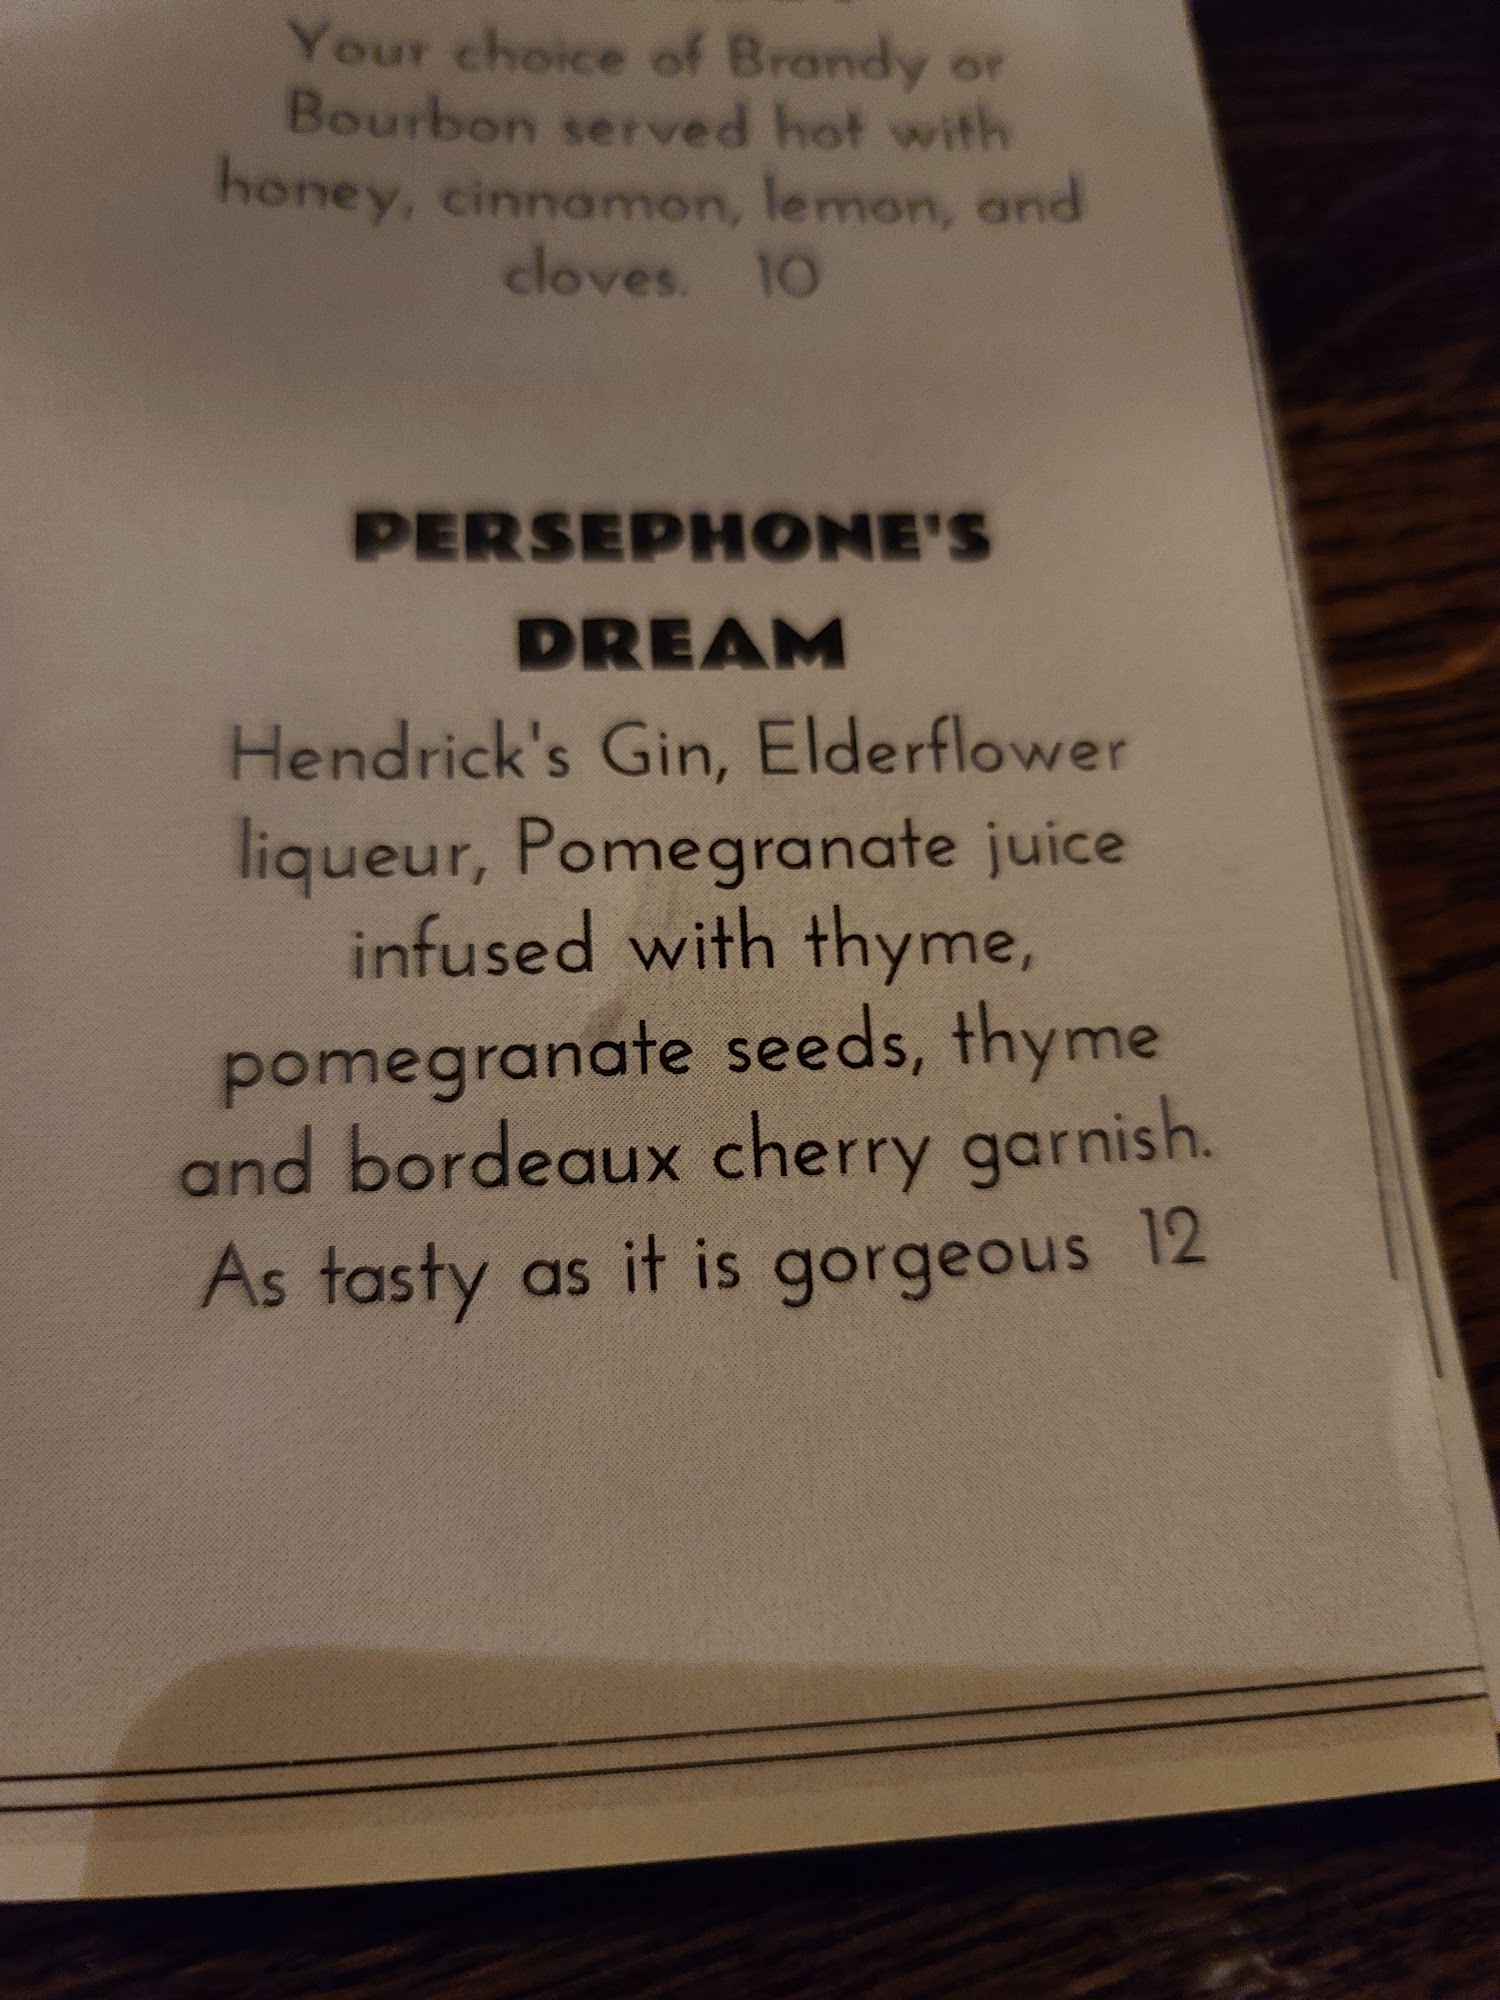 Your choice of Brandy or
Bourbon served hot with
honey, cinnamon, lemon, and
cloves. 10
PERSEPHONE'S
DREAM
Hendrick's Gin, Elderflower
liqueur, Pomegranate juice
infused with thyme,
pomegranate seeds, thyme
and bordeaux cherry garnish.
As tasty as it is gorgeous 12